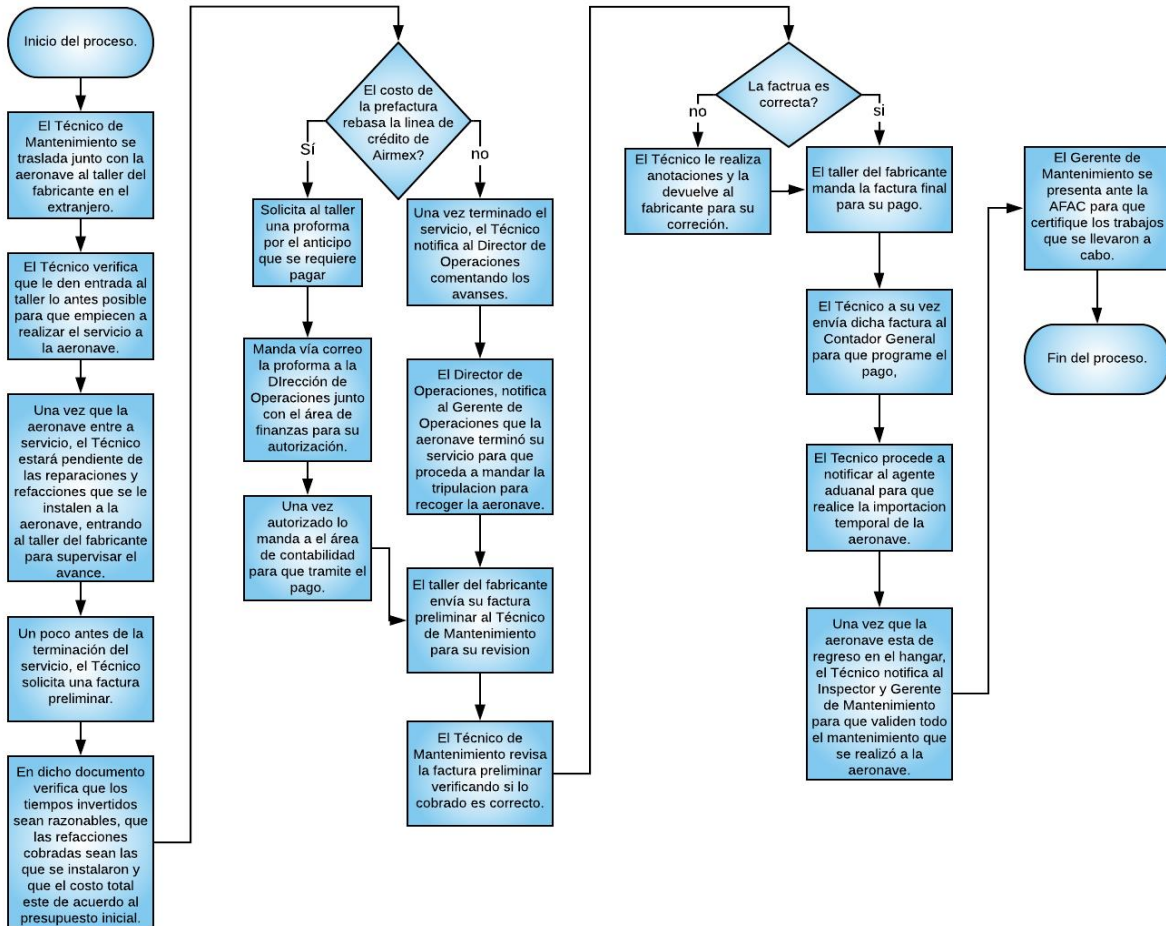 Inicio del proceso.
El Técnico de
Mantenimiento se
traslada junto con la
aeronave al taller del
fabricante en el
extranjero.
El Técnico verifica
que le den entrada al
taller lo antes posible
para que empiecen a
realizar el servicio a
la aeronave.
Una vez que la
aeronave entre a
servicio, el Técnico
estará pendiente de
las reparaciones y
refacciones que se le
instalen a la
aeronave, entrando
al taller del fabricante
para supervisar el
avance.
Un poco antes de la
terminación del
servicio, el Técnico
solicita una factura
preliminar.
En dicho documento
verifica que los
tiempos invertidos
sean razonables, que
las refacciones
cobradas sean las
que se instalaron y
que el costo total
este de acuerdo al
presupuesto inicial.
El costo de
la prefactura
rebasa la linea de
crédito de
Airmex?
Sí
no
Solicita al taller
una proforma
por el anticipo
que se requiere
pagar
Manda vía correo
la proforma a la
DIrección de
Operaciones junto
con el área de
finanzas para su
autorización.
Una vez
autorizado lo
manda a el área
de contabilidad
para que tramite el
pago.
Una vez terminado el
servicio, el Técnico
notifica al Director de
Operaciones
comentando los
avanses.
El Director de
Operaciones, notifica
al Gerente de
Operaciones que la
aeronave terminó su
servicio para que
proceda a mandar la
tripulacion para
recoger la aeronave.
El taller del fabricante
envía su factura
preliminar al Técnico
de Mantenimiento
para su revision
El Técnico de
Mantenimiento revisa
la factura preliminar
verificando si lo
cobrado es correcto.
La factrua es
correcta?
no
si
El Técnico le realiza
anotaciones y la
devuelve al
fabricante para su
correción.
El taller del fabricante
manda la factura final
para su pago.
El Técnico a su vez
envía dicha factura al
Contador General
para que programe el
pago,
El Tecnico procede a
notificar al agente
aduanal para que
realice la importacion
temporal de la
aeronave.
Una vez que la
aeronave esta de
regreso en el hangar,
el Técnico notifica al
Inspector y Gerente
de Mantenimiento
para que validen todo
el mantenimiento que
se realizó a la
aeronave.
El Gerente de
Mantenimiento se
presenta ante la
AFAC para que
certifique los trabajos
que se llevaron a
cabo.
Fin del proceso.